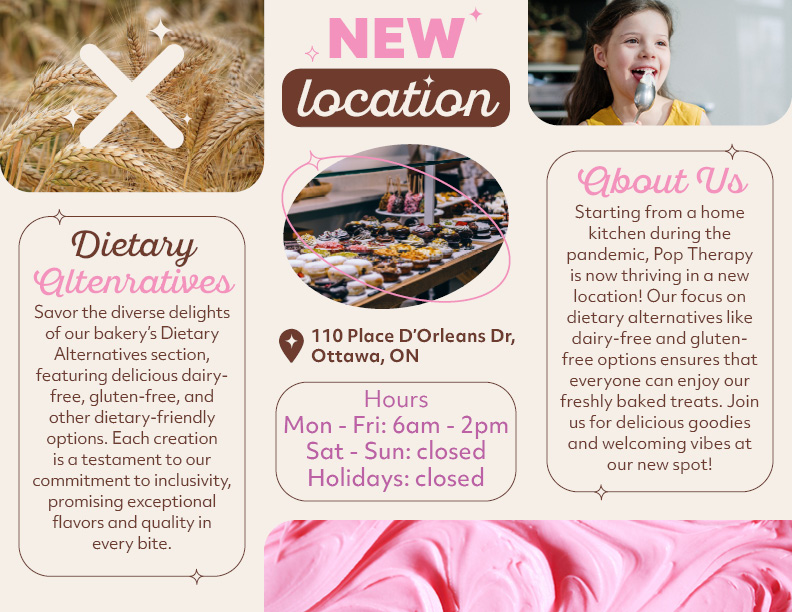 Dietary
Altenratives
Savor the diverse delights
of our bakery's Dietary
Alternatives section,
featuring delicious dairy-
free, gluten-free, and
other dietary-friendly
options. Each creation
is a testament to our
commitment to inclusivity,
promising exceptional
flavors and quality in
every bite.
NEW
location
110 Place D'Orleans Dr,
Ottawa, ON
Hours
Mon - Fri: 6am - 2pm
Sat - Sun: closed
Holidays: closed
About Us
Starting from a home
kitchen during the
pandemic, Pop Therapy
is now thriving in a new
location! Our focus on
dietary alternatives like
dairy-free and gluten-
free options ensures that
everyone can enjoy our
freshly baked treats. Join
us for delicious goodies
and welcoming vibes at
our new spot!